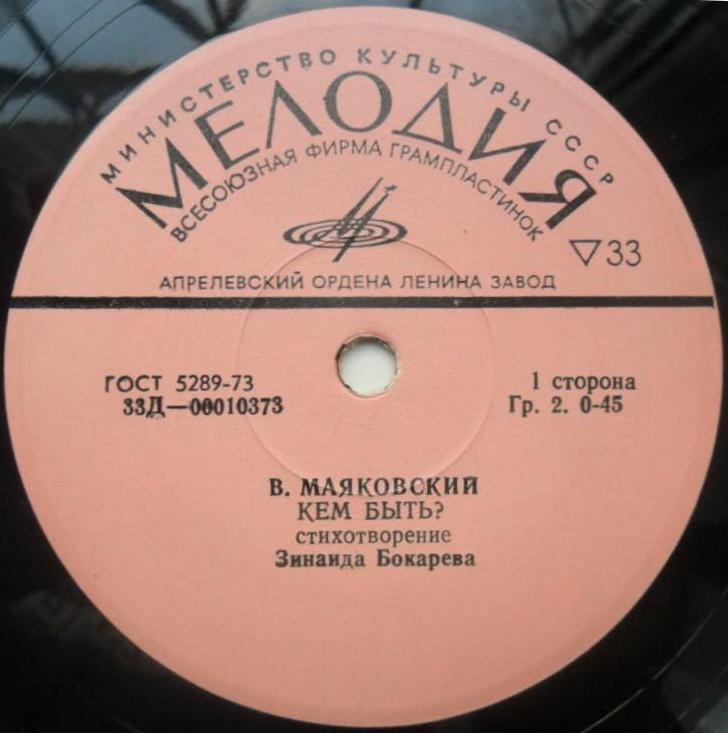 МИНИСТЕРСТВО КУЛЬТУРЫ СССР
МЕЛОДИЯ
ВСЕСОЮЗНАЯ ФИРМА ГРАМПЛАСТИНОК
▽33
АПРЕЛЕВСКИЙ ОРДЕНА ЛЕНИНА ЗАВОД
ГОСТ 5289-73
33Д—00010373
1 сторона
Гр. 2. 0-45
В. МАЯКОВСКИЙ
КЕМ БЫТЬ?
стихотворение
Зинаида Бокарева